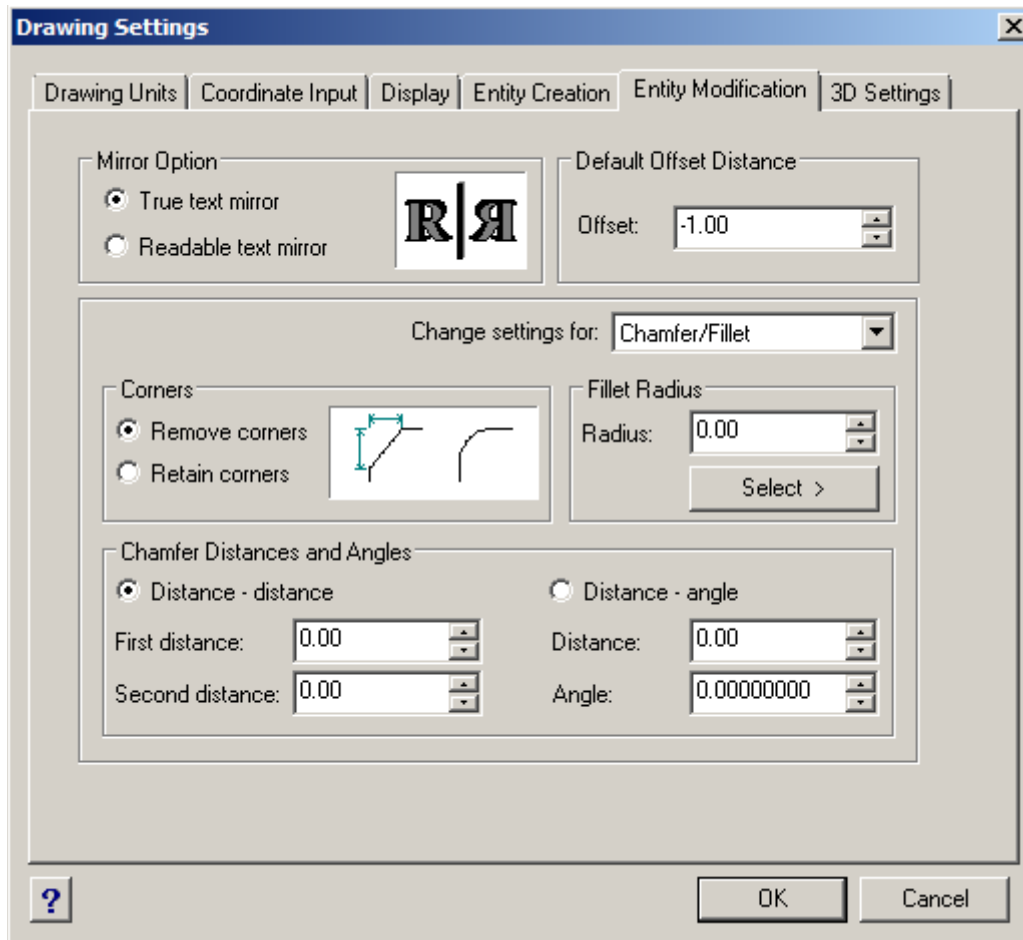 Drawing Settings
Drawing Units Coordinate Input Display Entity Creation Entity Modification 3D Settings
Mirror Option
True text mirror
Readable text mirror
R R
Default Offset Distance
Offset: -1.00
Change settings for: Chamfer/Fillet
Corners
Remove corners
Retain corners
Fillet Radius
Radius: 0.00
Select >
Chamfer Distances and Angles
Distance - distance Distance - angle
First distance: 0.00 Distance: 0.00
Second distance: 0.00 Angle: 0.00000000
? OK Cancel